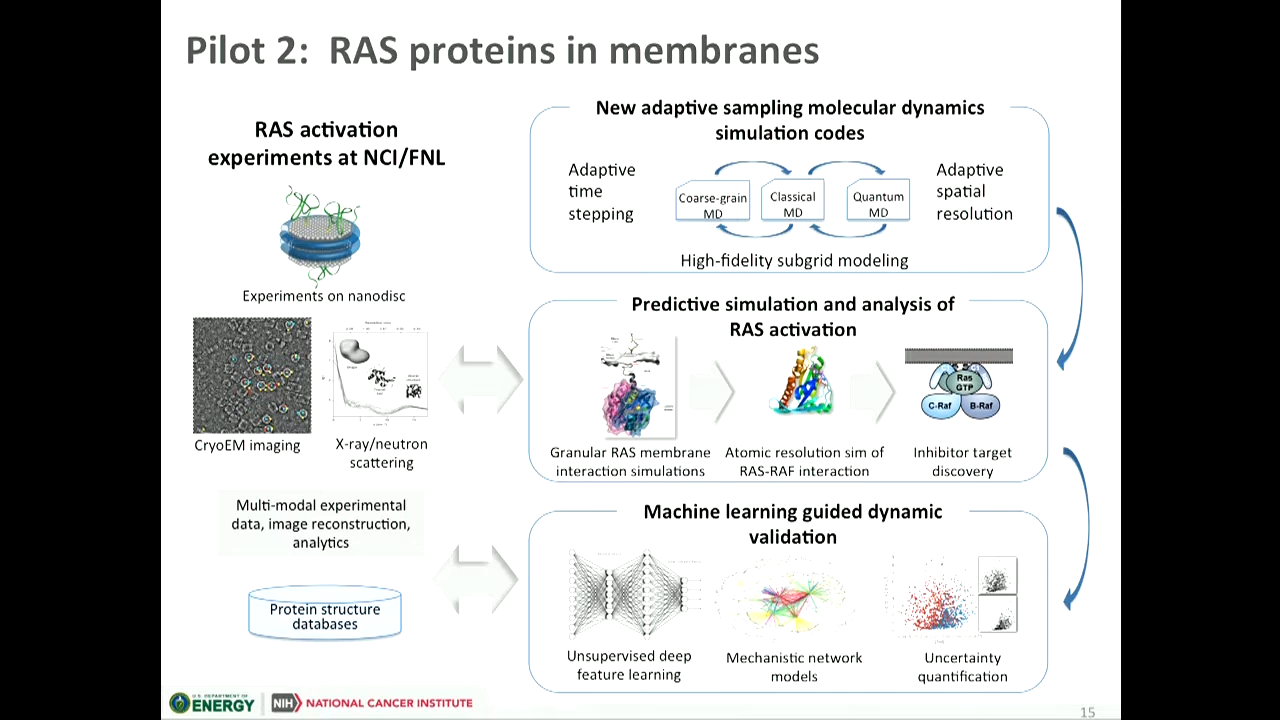 Pilot 2: RAS proteins in membranes
RAS activation
experiments at NCI/FNL
Experiments on nanodisc
CryoEM imaging
X-ray/neutron
scattering
Multi-modal experimental
data, image reconstruction,
analytics
Protein structure
databases
New adaptive sampling molecular dynamics
simulation codes
Adaptive
time
stepping
Coarse-grain
MD
Classical
MD
Quantum
MD
Adaptive
spatial
resolution
High-fidelity subgrid modeling
Predictive simulation and analysis of
RAS activation
Ras
GTP
C-Raf
B-Raf
Granular RAS membrane
interaction simulations
Atomic resolution sim of
RAS-RAF interaction
Inhibitor target
discovery
Machine learning guided dynamic
validation
Unsupervised deep
feature learning
Mechanistic network
models
Uncertainty
quantification
U.S. DEPARTMENT OF
ENERGY
NIH
NATIONAL CANCER INSTITUTE
15